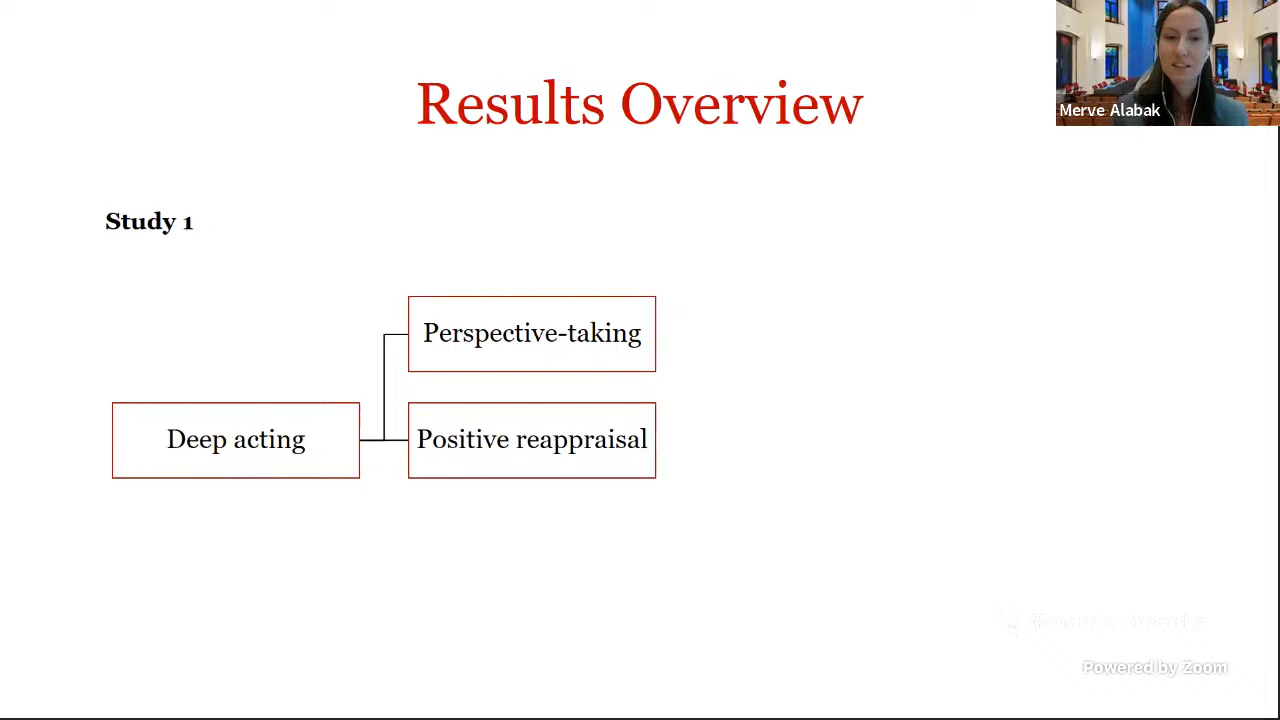 Results Overview
Merve Alabak
Study 1
Perspective-taking
Deep acting
Positive reappraisal
Powered by Zoom